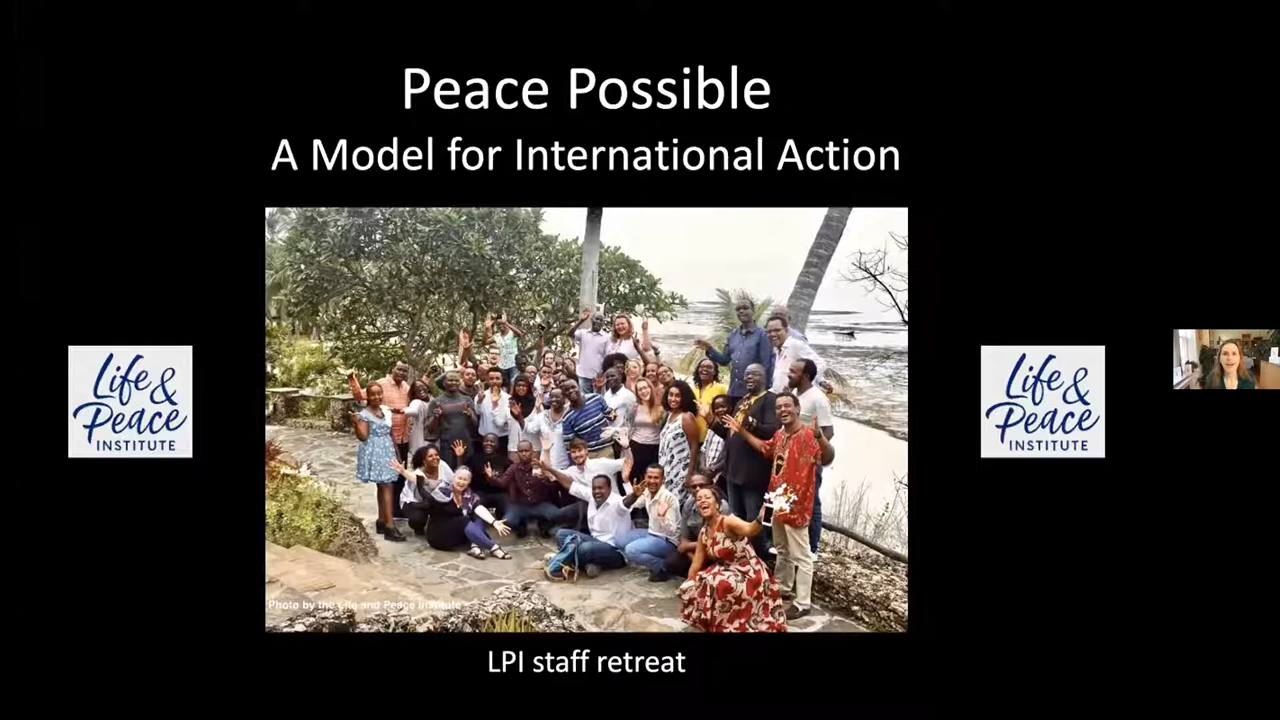 Peace Possible
A Model for International Action
Life &
Peace
INSTITUTE
Life &
Peace
INSTITUTE
Photo by the Life and Peace Institute
LPI staff retreat